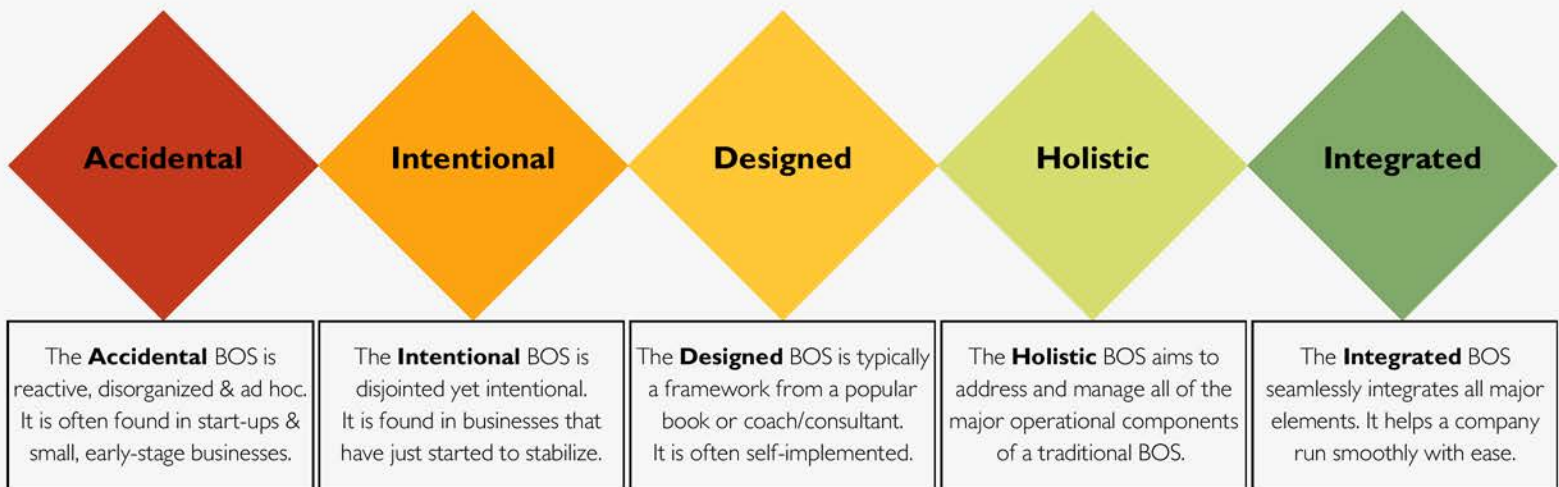 Accidental
Intentional
Designed
Holistic
Integrated
The Accidental BOS is
reactive, disorganized & ad hoc.
It is often found in start-ups &
small, early-stage businesses.
The Intentional BOS is
disjointed yet intentional.
It is found in businesses that
have just started to stabilize.
The Designed BOS is typically
a framework from a popular
book or coach/consultant.
It is often self-implemented.
The Holistic BOS aims to
address and manage all of the
major operational components
of a traditional BOS.
The Integrated BOS
seamlessly integrates all major
elements. It helps a company
run smoothly with ease.